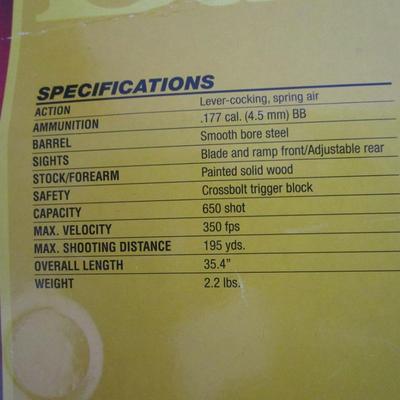 SPECIFICATIONS
ACTION Lever-cocking, spring air
AMMUNITION .177 cal. (4.5 mm) BB
BARREL Smooth bore steel
SIGHTS Blade and ramp front/Adjustable rear
STOCK/FOREARM Painted solid wood
SAFETY Crossbolt trigger block
CAPACITY 650 shot
MAX. VELOCITY 350 fps
MAX. SHOOTING DISTANCE 195 yds.
OVERALL LENGTH 35.4"
WEIGHT 2.2 lbs.